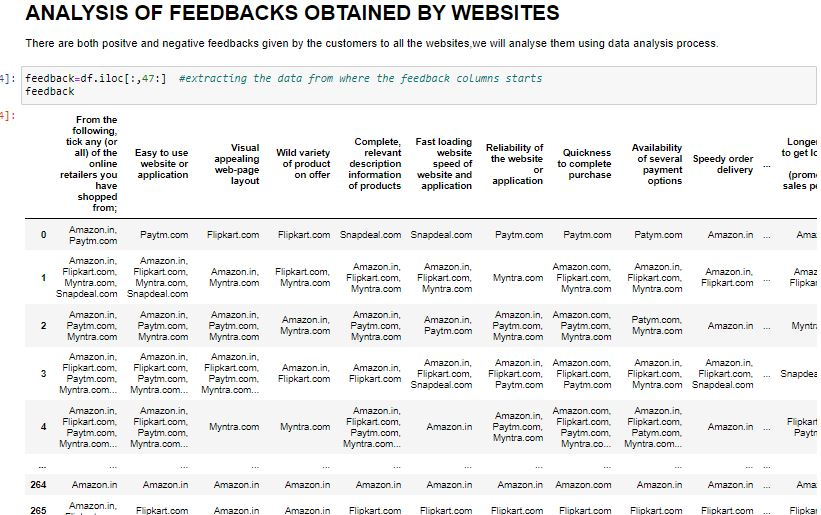 ANALYSIS OF FEEDBACKS OBTAINED BY WEBSITES
There are both positve and negative feedbacks given by the customers to all the websites,we will analyse them using data analysis process.
4]: feedback=df.iloc[:,47:] #extracting the data from where the feedback columns starts
feedback
4]:
From the following, tick any (or all) of the online retailers you have shopped from; Easy to use website or application Visual appealing web-page layout Wild variety of product on offer Complete, relevant description information of products Fast loading website speed of website and application Reliability of the website or application Quickness to complete purchase Availability of several payment options Speedy order delivery ... Longe to get lo (prom sales pe
0 Amazon.in, Paytm.com Paytm.com Flipkart.com Flipkart.com Snapdeal.com Snapdeal.com Paytm.com Paytm.com Patym.com Amazon.in ... Ama
1 Amazon.in, Flipkart.com, Myntra.com, Snapdeal.com Amazon.in, Flipkart.com, Myntra.com, Snapdeal.com Amazon.in, Myntra.com Flipkart.com, Myntra.com Amazon.in, Flipkart.com, Myntra.com Amazon.in, Flipkart.com, Myntra.com Myntra.com Amazon.com, Flipkart.com, Myntra.com Amazon.in, Flipkart.com, Myntra.com Amazon.in, Flipkart.com ... Amaz Flipka
2 Amazon.in, Paytm.com, Myntra.com Amazon.in, Paytm.com, Myntra.com Amazon.in, Paytm.com, Myntra.com Amazon.in, Myntra.com Amazon.in, Paytm.com, Myntra.com Amazon.in, Paytm.com Amazon.in, Paytm.com, Myntra.com Amazon.com, Paytm.com, Myntra.com Patym.com, Myntra.com Amazon.in ... Myntr
3 Amazon.in, Flipkart.com, Paytm.com, Myntra.com... Amazon.in, Flipkart.com, Paytm.com, Myntra.com... Amazon.in, Flipkart.com, Paytm.com, Myntra.com... Amazon.in, Flipkart.com Amazon.in, Flipkart.com Amazon.in, Flipkart.com, Snapdeal.com Amazon.in, Flipkart.com, Paytm.com Amazon.com, Flipkart.com, Paytm.com Amazon.in, Flipkart.com, Myntra.com Amazon.in, Flipkart.com, Snapdeal.com ... Snapdea
4 Amazon.in, Flipkart.com, Paytm.com, Myntra.com... Amazon.in, Flipkart.com, Paytm.com, Myntra.com... Myntra.com Myntra.com Amazon.in, Flipkart.com, Paytm.com, Myntra.com... Amazon.in Amazon.in, Paytm.com, Myntra.com Amazon.com, Flipkart.com, Paytm.com, Myntra.co... Amazon.in, Flipkart.com, Patym.com, Myntra.com... Amazon.in ... Flipkar Payt
... ... ... ... ... ... ... ... ... ... ... ...
264 Amazon.in Amazon.in Amazon.in Amazon.in Amazon.in Amazon.in Amazon.in Amazon.com Amazon.in Amazon.in ... Ama
265 Amazon.in, Flipkart.com Amazon.in Amazon.in Flipkart.com Flipkart.com Flipkart.com Flipkart.com Flipkart.com Flipkart.com ... Flipka